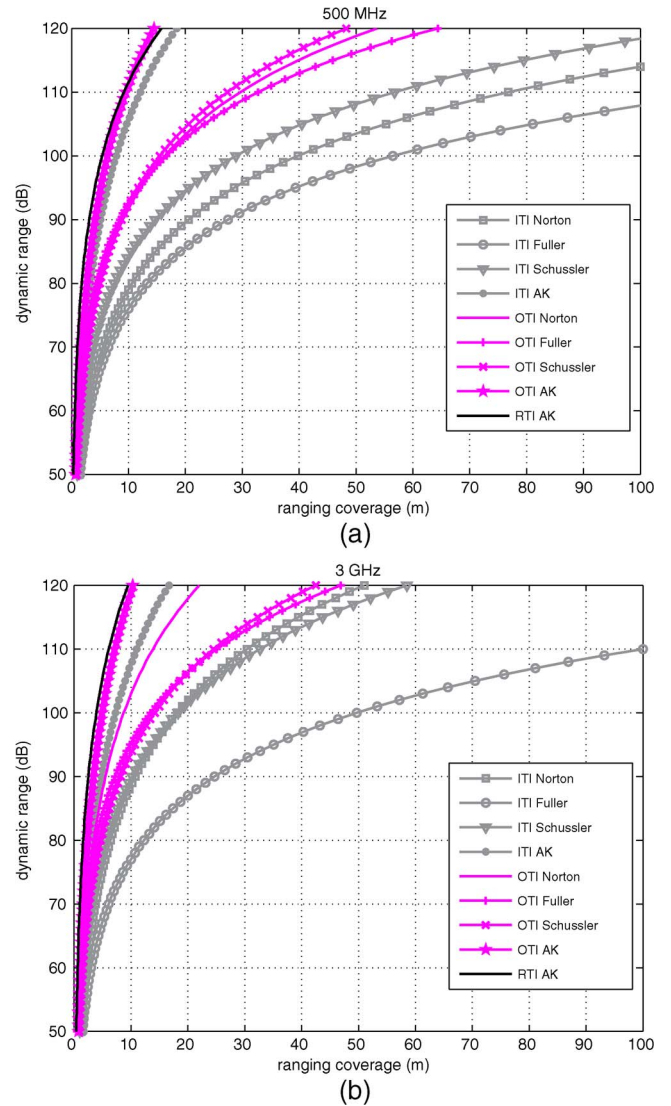 500 MHz
120
110
100
90
80
70
60
50
dynamic range (dB)
ITI Norton
ITI Fuller
ITI Schussler
ITI AK
OTI Norton
OTI Fuller
OTI Schussler
OTI AK
RTI AK
0 10 20 30 40 50 60 70 80 90 100
ranging coverage (m)
(a)
3 GHz
120
110
100
90
80
70
60
50
dynamic range (dB)
ITI Norton
ITI Fuller
ITI Schussler
ITI AK
OTI Norton
OTI Fuller
OTI Schussler
OTI AK
RTI AK
0 10 20 30 40 50 60 70 80 90 100
ranging coverage (m)
(b)